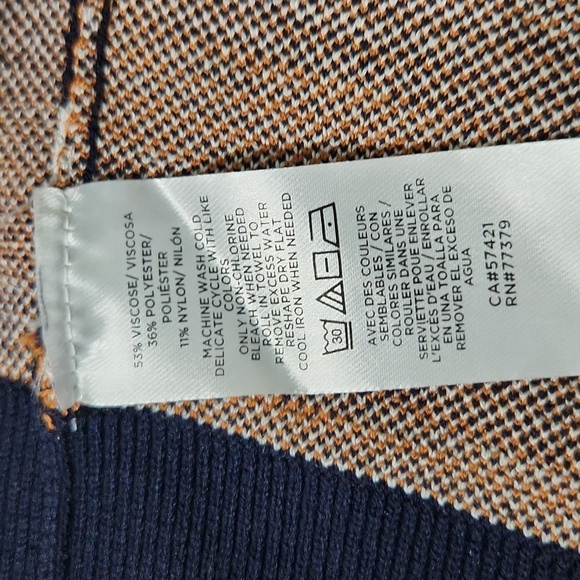 53% VISCOSE/ VISCOSA
36% POLYESTER/
POLIÉSTER
11% NYLON/ NILÓN
MACHINE WASH COLD
DELICATE CYCLE WITH LIKE
COLORS
ONLY NON-CHLORINE
BLEACH WHEN NEEDED
ROLL IN TOWEL TO
REMOVE EXCESS WATER
RESHAPE DRY FLAT
COOL IRON WHEN NEEDED
30
AVEC DES COULEURS
SEMBLABLES / CON
COLORES SIMILARES /
ROULER DANS UNE
SERVIETTE POUR ENLEVER
L'EXCÈS D'EAU / ENROLLAR
EN UNA TOALLA PARA
REMOVER EL EXCESO DE
AGUA
CA#57421
RN#77379